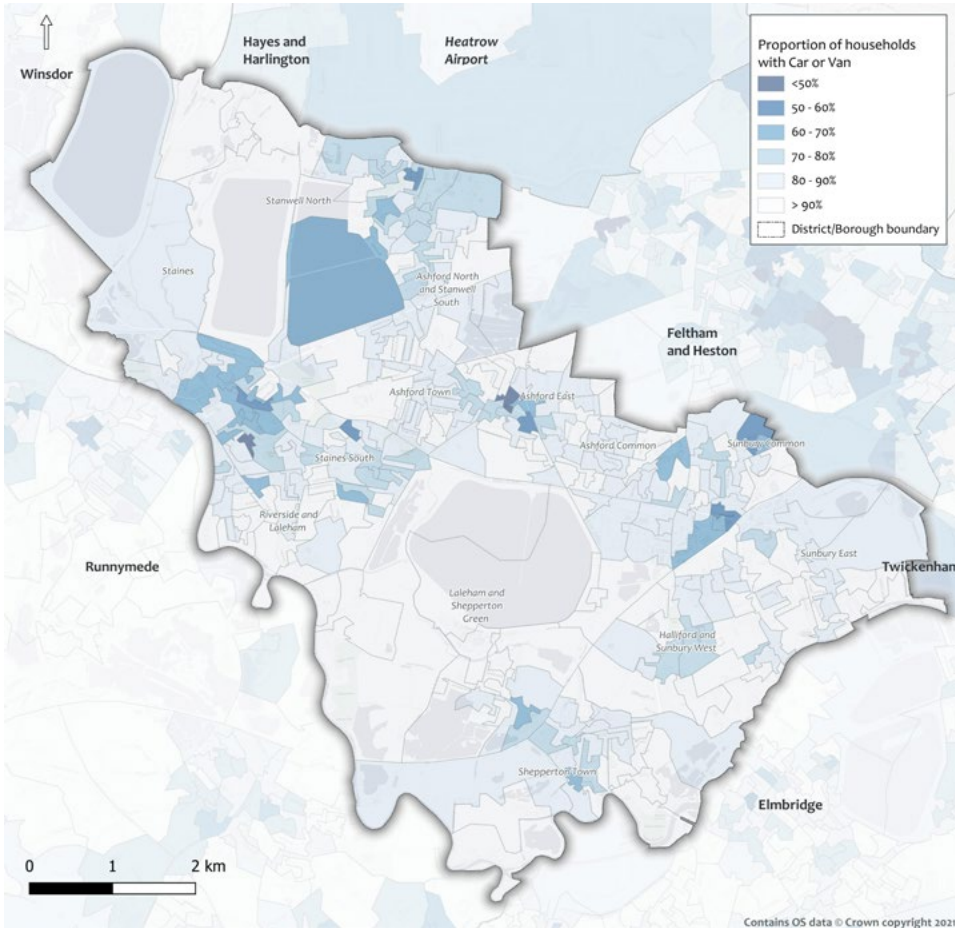 Hayes and
Harlington
Heatrow
Airport
Winsdor
Proportion of households
with Car or Van
<50%
50 - 60%
60 - 70%
70 - 80%
80 - 90%
> 90%
District/Borough boundary
Stanwell North
Staines
Ashford North
and Stanwell
South
Feltham
and Heston
Ashford Town
Ashford East
Ashford Common
Sunbury Common
Staines South
Riverside and
Laleham
Runnymede
Sunbury East
Twickenham
Laleham and
Shepperton
Green
Halliford and
Sunbury West
Shepperton Town
Elmbridge
0 1 2 km
Contains OS data © Crown copyright 2021